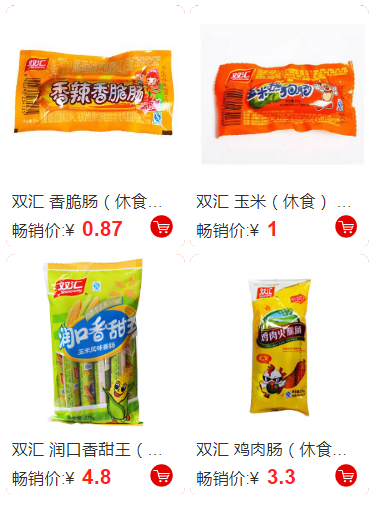 双汇
香辣香脆肠
双汇
双汇 香脆肠（休食...
双汇 玉米（休食） ...
畅销价:¥ 0.87
畅销价:¥ 1
双汇
润口香甜王
玉米风味香肠
双汇
鸡肉火腿肠
双汇 润口香甜王（...
双汇 鸡肉肠（休食...
畅销价:¥ 4.8
畅销价:¥ 3.3